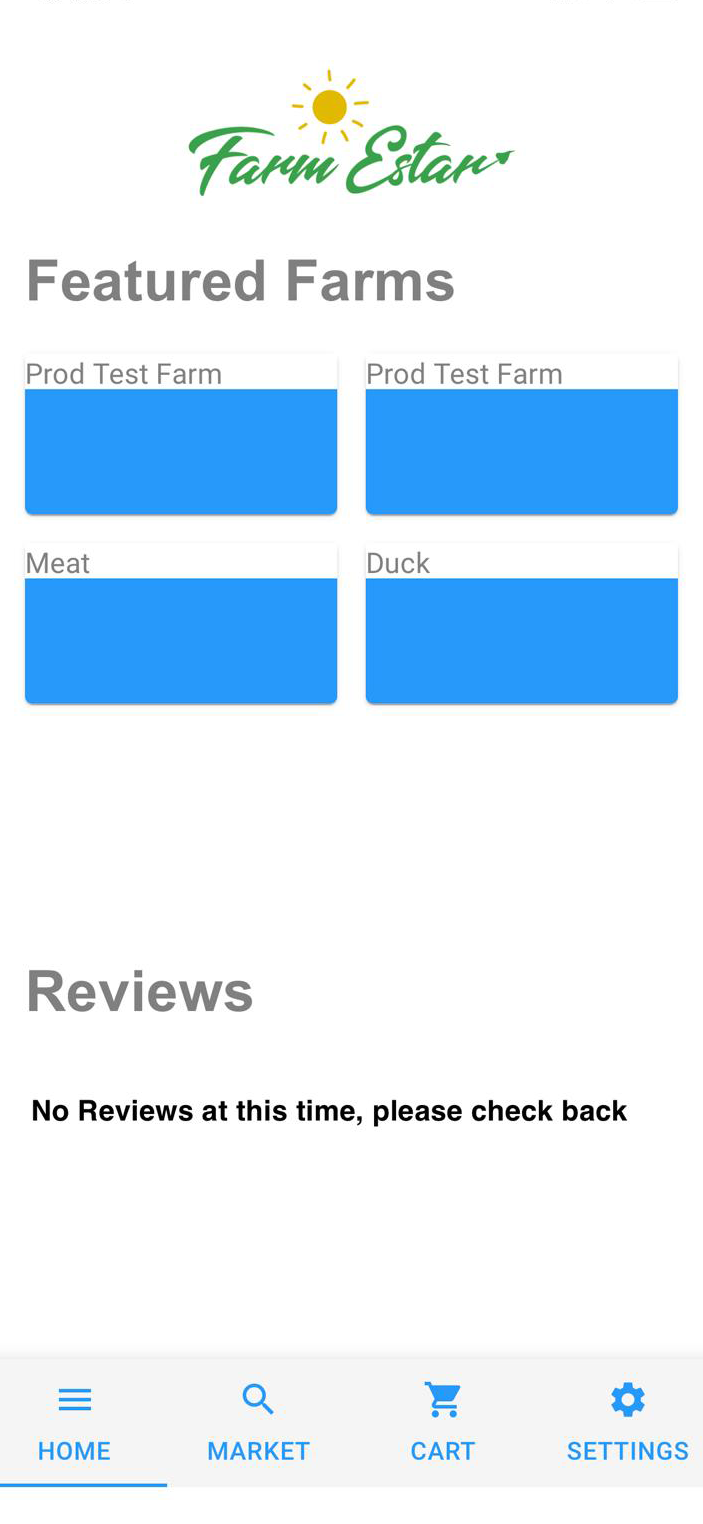 Farm Estar
Featured Farms
Prod Test Farm
Prod Test Farm
Meat
Duck
Reviews
No Reviews at this time, please check back
HOME
MARKET
CART
SETTINGS